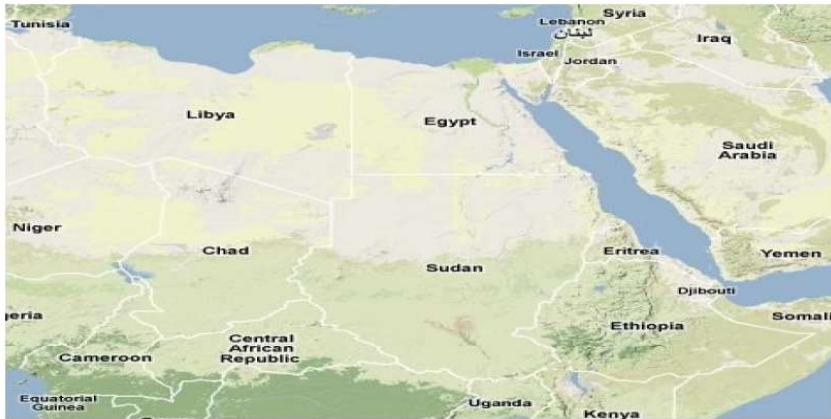 Tunisia
Lebanon
لبنان
Syria
Iraq
Israel
Jordan
Libya
Egypt
Saudi
Arabia
Niger
Chad
Sudan
Eritrea
Yemen
Djibouti
geria
Ethiopia
Somali
Central
African
Republic
Cameroon
Equatorial
Guinea
Uganda
Kenya